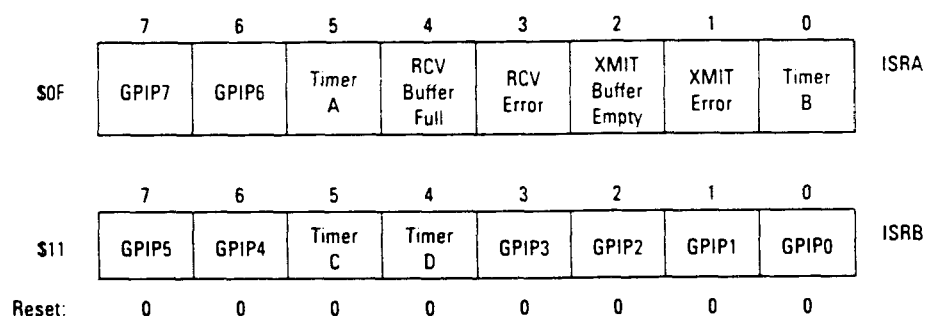 7 6 5 4 3 2 1 0
$0F GPIP7 GPIP6 Timer A RCV Buffer Full RCV Error XMIT Buffer Empty XMIT Error Timer B ISRA
7 6 5 4 3 2 1 0
$11 GPIP5 GPIP4 Timer C Timer D GPIP3 GPIP2 GPIP1 GPIP0 ISRB
Reset: 0 0 0 0 0 0 0 0